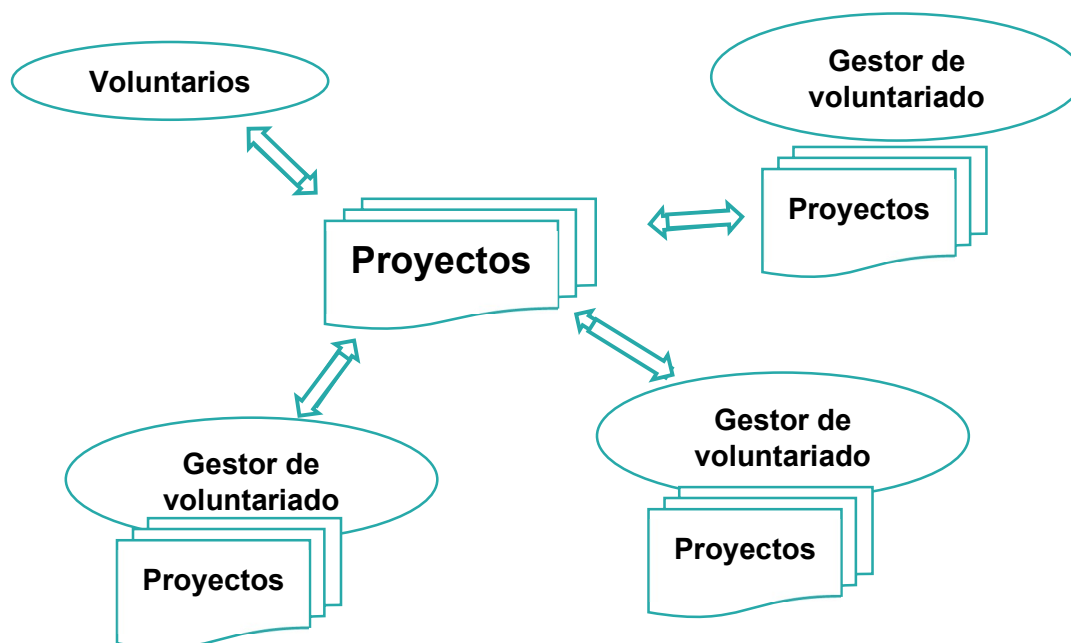 Voluntarios
Gestor de
voluntariado
Proyectos
Proyectos
Gestor de
voluntariado
Proyectos
Gestor de
voluntariado
Proyectos